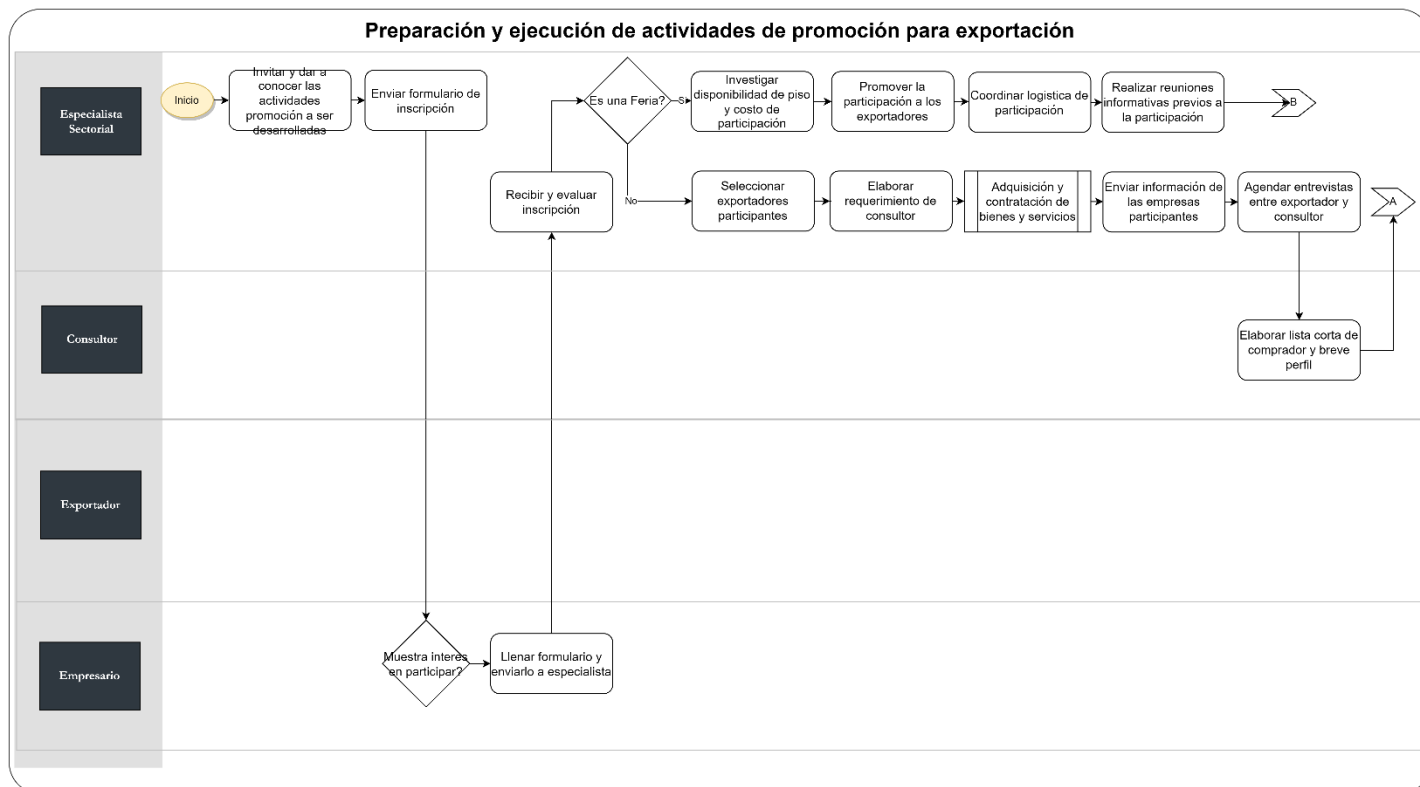 Preparación y ejecución de actividades de promoción para exportación
Especialista
Sectorial
Inicio
Invitar y dar a
conocer las
actividades
promoción a ser
desarrolladas
Enviar formulario de
inscripción
Es una Feria?
Investigar
disponibilidad de piso
y costo de
participación
Promover la
participación a los
exportadores
Coordinar logistica de
participación
Realizar reuniones
informativas previos a
la participación
B
Recibir y evaluar
inscripción
No
Seleccionar
exportadores
participantes
Elaborar
requerimiento de
consultor
Adquisición y
contratación de
bienes y servicios
Enviar información de
las empresas
participantes
Agendar entrevistas
entre exportador y
consultor
A
Consultor
Elaborar lista corta de
comprador y breve
perfil
Exportador
Empresario
Muestra interes
en participar?
Llenar formulario y
enviarlo a especialista